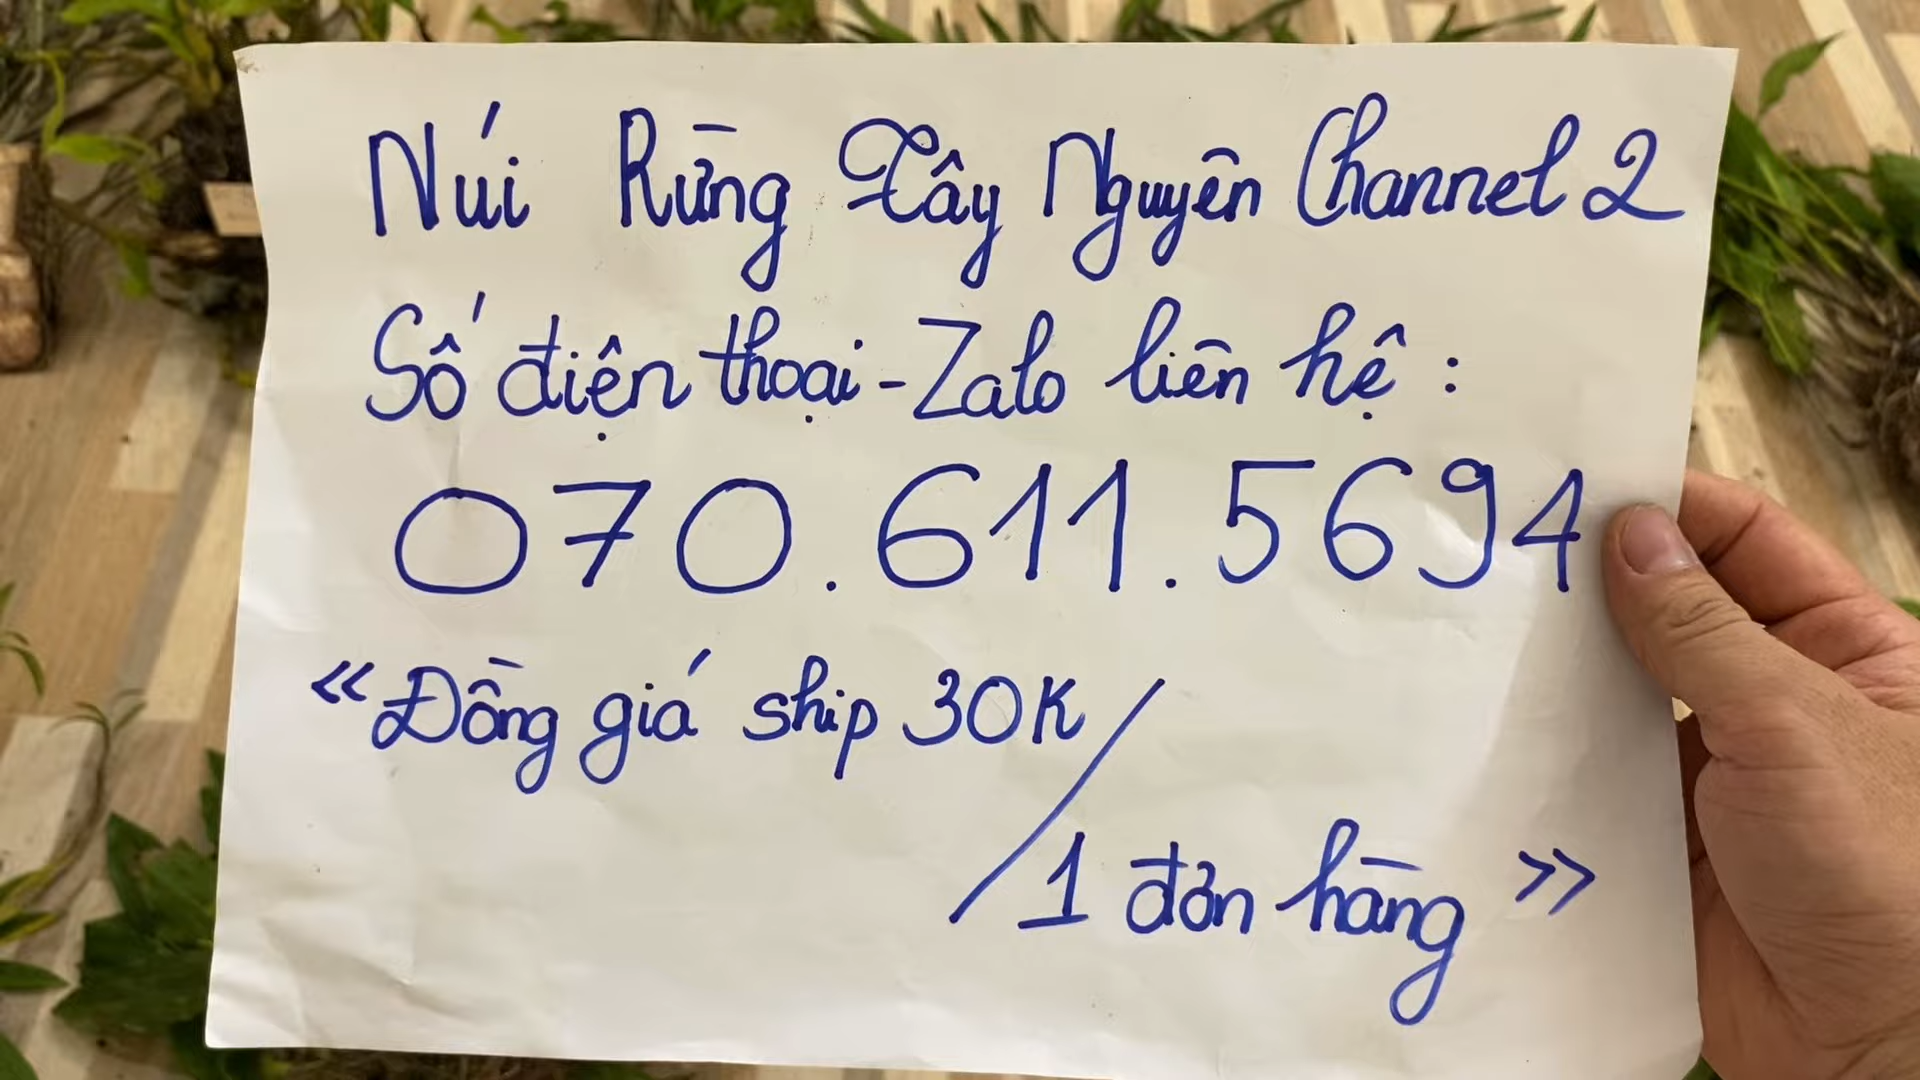 Núi Rừng Tây Nguyên Channel 2
Số điện thoại - Zalo liên hệ :
070.611.5694
<< Đồng giá ship 30K/
1 đơn hàng >>